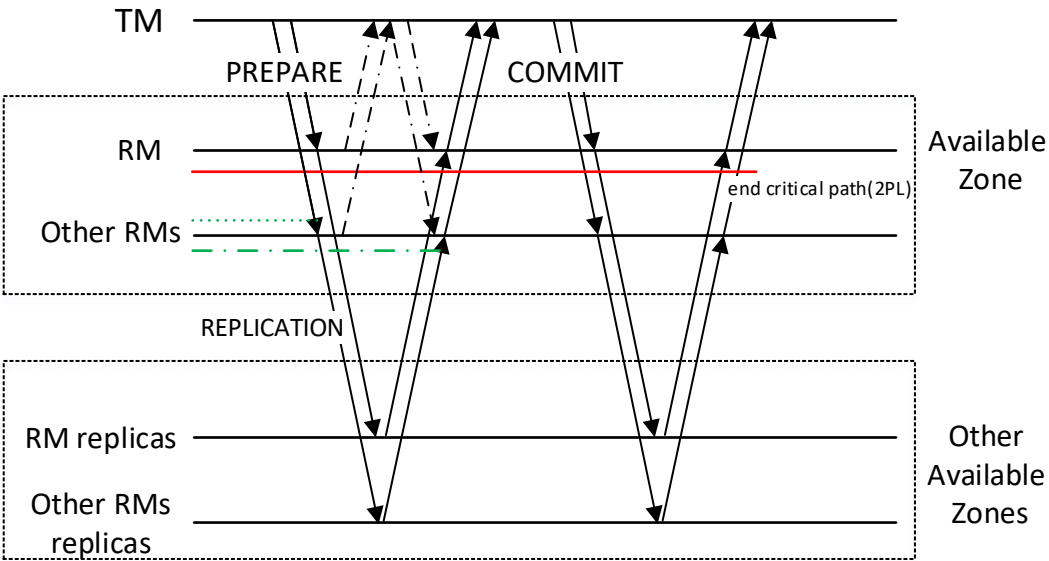 TM
PREPARE
COMMIT
RM
Available
Zone
end critical path(2PL)
Other RMs
REPLICATION
RM replicas
Other
Available
Zones
Other RMs
replicas